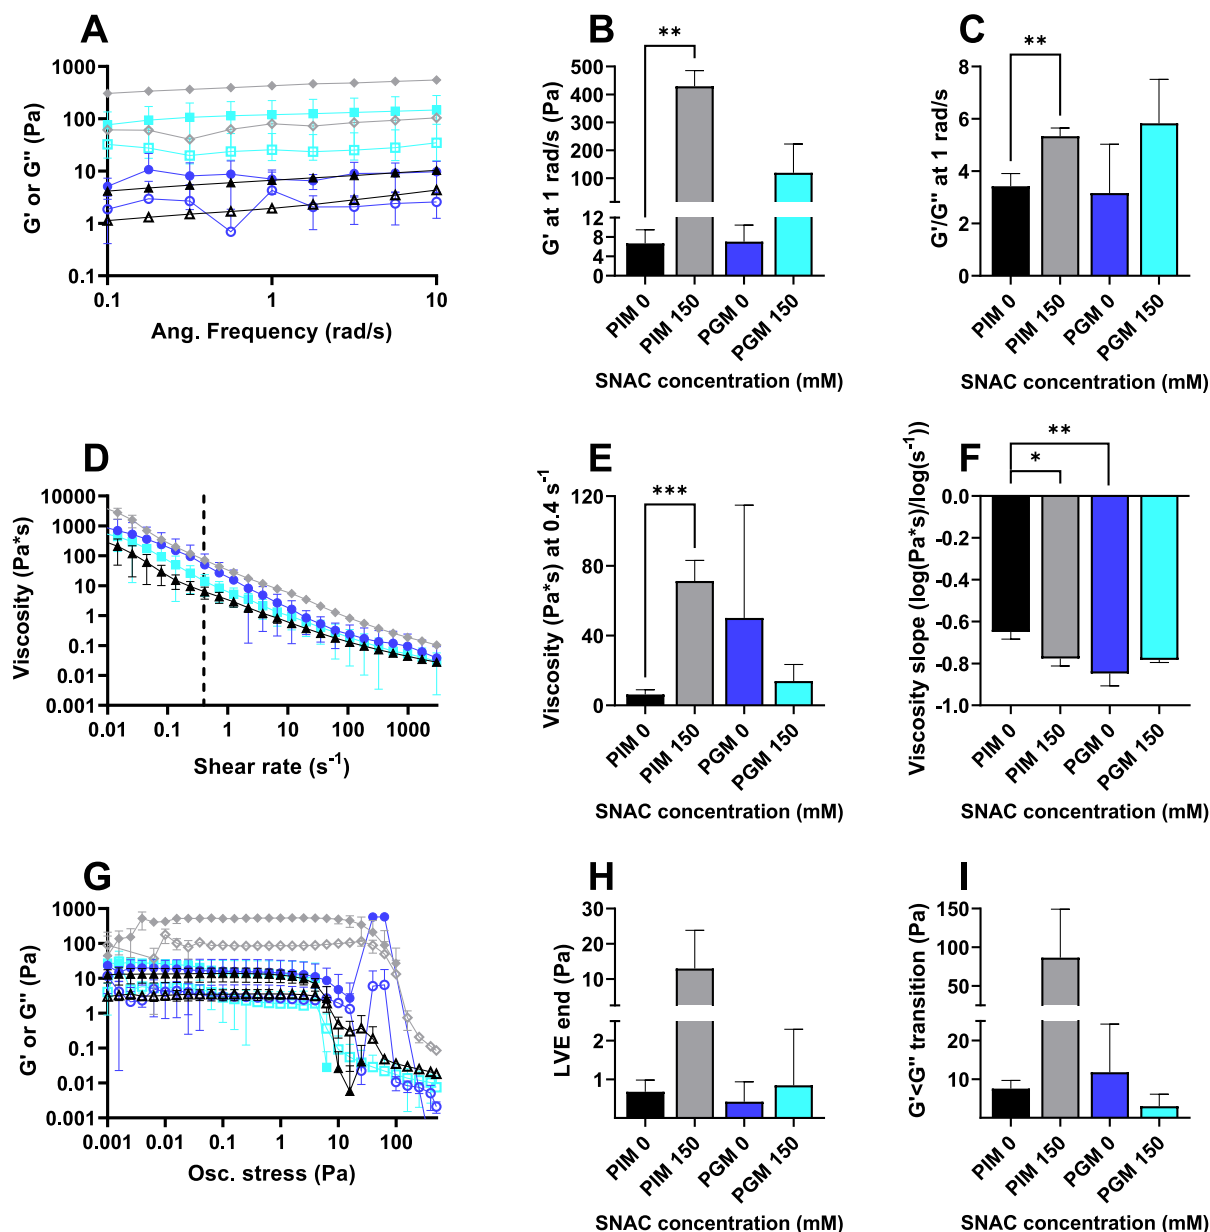 A
G' or G" (Pa)
1000
100
10
1
0.1
0.1 1 10
Ang. Frequency (rad/s)
B
**
G' at 1 rad/s (Pa)
500
400
300
200
100
12
8
4
0
PIM 0
PIM 150
PGM 0
PGM 150
SNAC concentration (mM)
C
**
G'/G" at 1 rad/s
8
6
4
2
0
PIM 0
PIM 150
PGM 0
PGM 150
SNAC concentration (mM)
D
Viscosity (Pa*s)
10000
1000
100
10
1
0.1
0.01
0.001
0.01 0.1 1 10 100 1000
Shear rate (s⁻¹)
E
***
Viscosity (Pa*s) at 0.4 s⁻¹
120
80
40
0
PIM 0
PIM 150
PGM 0
PGM 150
SNAC concentration (mM)
F
**
*
Viscosity slope (log(Pa*s)/log(s⁻¹))
0.0
-0.2
-0.4
-0.6
-0.8
-1.0
PIM 0
PIM 150
PGM 0
PGM 150
SNAC concentration (mM)
G
G' or G" (Pa)
1000
100
10
1
0.1
0.01
0.001
0.001 0.01 0.1 1 10 100
Osc. stress (Pa)
H
LVE end (Pa)
30
20
10
2
1
PIM 0
PIM 150
PGM 0
PGM 150
SNAC concentration (mM)
I
G'<G" transition (Pa)
150
100
50
10
PIM 0
PIM 150
PGM 0
PGM 150
SNAC concentration (mM)